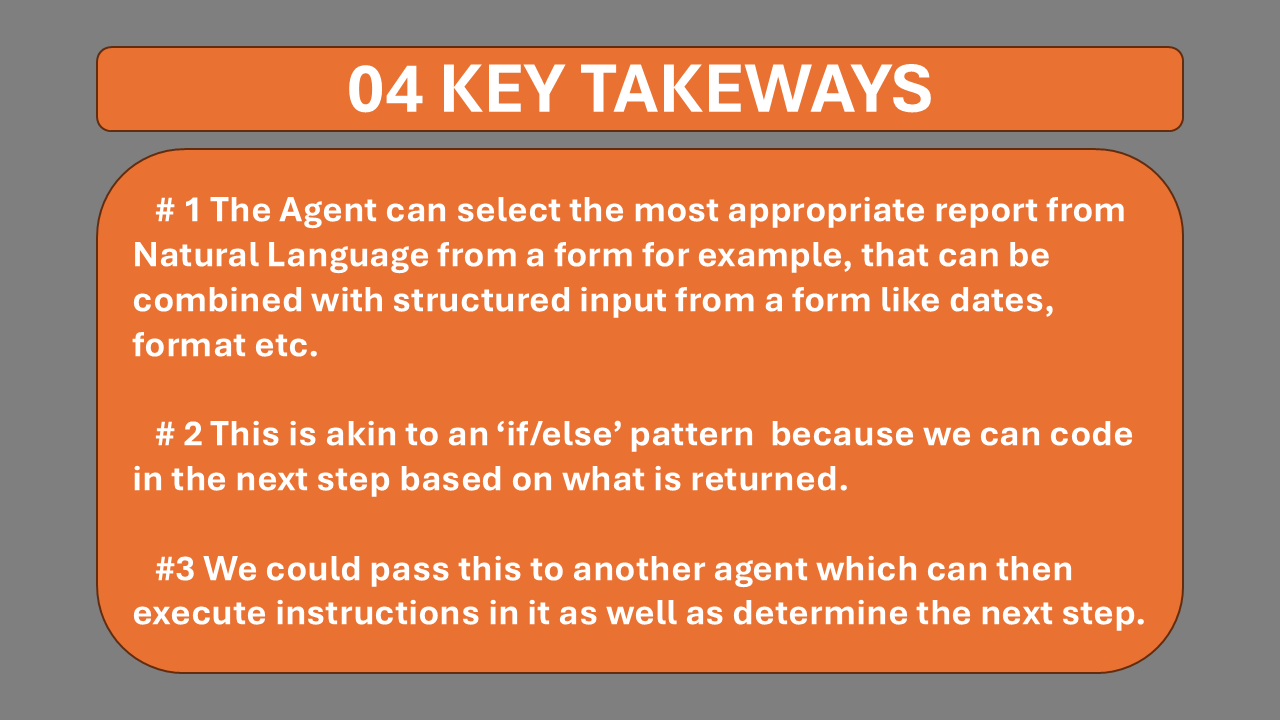 04 KEY TAKEWAYS
# 1 The Agent can select the most appropriate report from
Natural Language from a form for example, that can be
combined with structured input from a form like dates,
format etc.
# 2 This is akin to an ‘if/else’ pattern  because we can code
in the next step based on what is returned.
#3 We could pass this to another agent which can then
execute instructions in it as well as determine the next step.